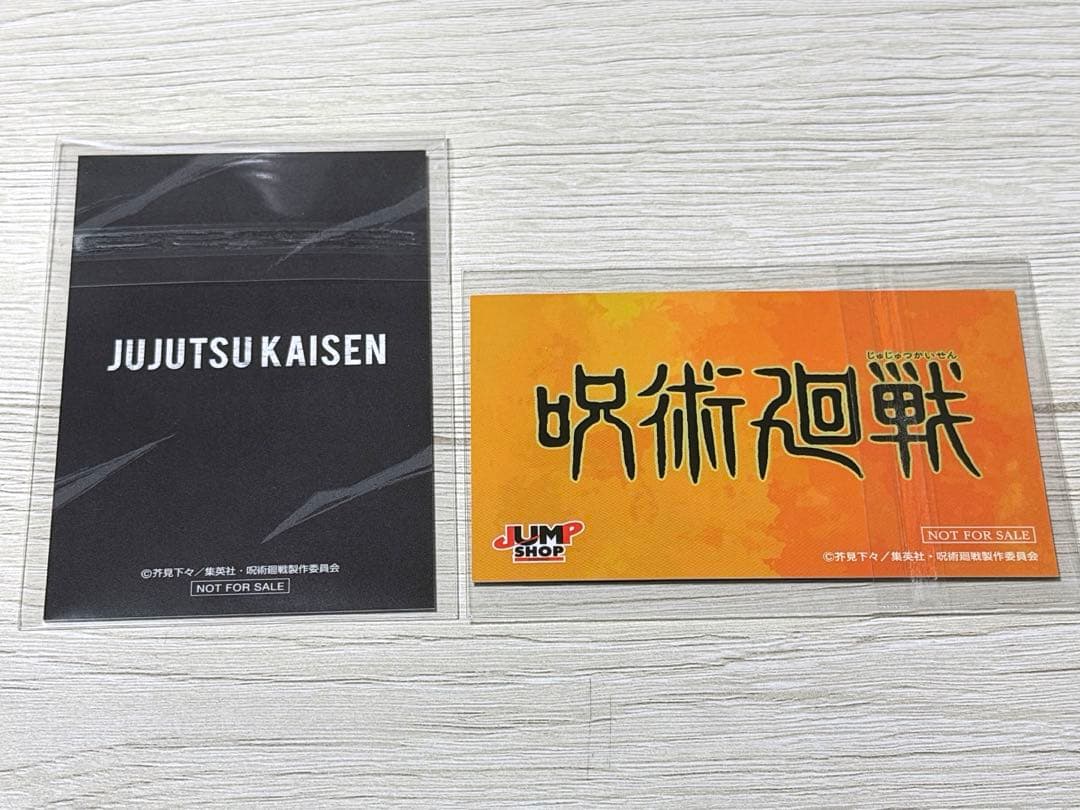 JUJUTSU KAISEN
©芥見下々／集英社・呪術廻戦製作委員会
NOT FOR SALE
じゅじゅつかいせん
呪術廻戦
JUMP
SHOP
NOT FOR SALE
©芥見下々／集英社・呪術廻戦製作委員会